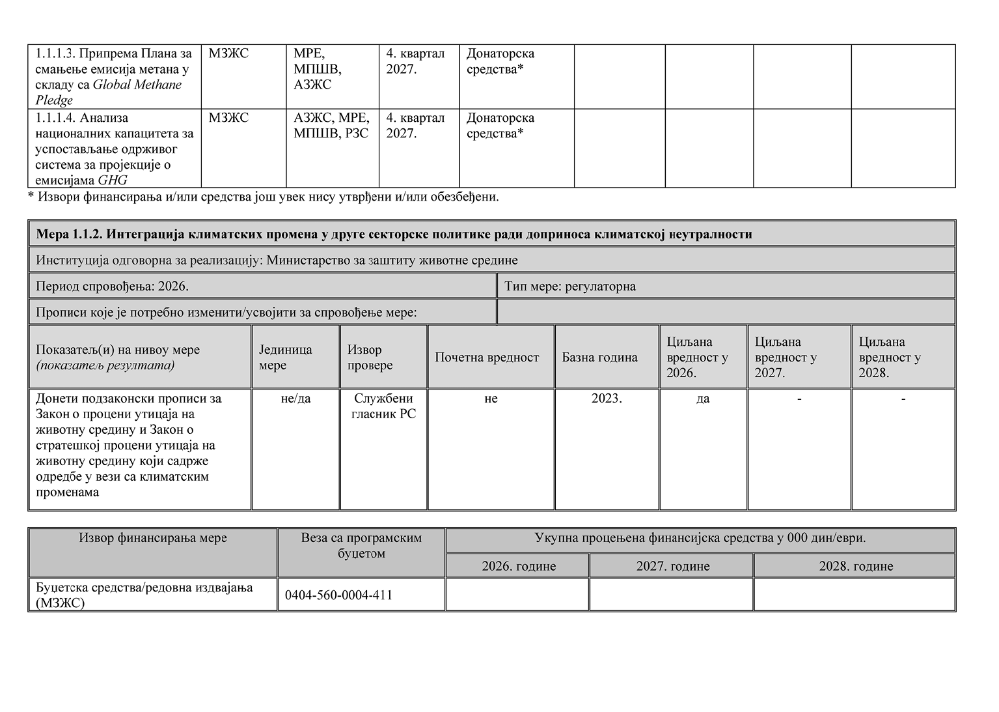 1.1.1.3. Припрема Плана за
смањење емисија метана у
складу са Global Methane
Pledge
МЗЖС
МРЕ,
МПШВ,
АЗЖС
4. квартал
2027.
Донаторска
средства*
1.1.1.4. Анализа
националних капацитета за
успостављање одрживог
система за пројекције о
емисијама GHG
МЗЖС
АЗЖС, МРЕ,
МПШВ, РЗС
4. квартал
2027.
Донаторска
средства*
* Извори финансирања и/или средства још увек нису утврђени и/или обезбеђени.
Мера 1.1.2. Интеграција климатских промена у друге секторске политике ради доприноса климатској неутралности
Институција одговорна за реализацију: Министарство за заштиту животне средине
Период спровођења: 2026.
Тип мере: регулаторна
Прописи које је потребно изменити/усвојити за спровођење мере:
Показатељ(и) на нивоу мере
(показатељ резултата)
Јединица
мере
Извор
провере
Почетна вредност
Базна година
Циљана
вредност у
2026.
Циљана
вредност у
2027.
Циљана
вредност у
2028.
Донети подзаконски прописи за
Закон о процени утицаја на
животну средину и Закон о
стратешкој процени утицаја на
животну средину који садрже
одредбе у вези са климатским
променама
не/да
Службени
гласник РС
не
2023.
да
-
-
Извор финансирања мере
Веза са програмским
буџетом
Укупна процењена финансијска средства у 000 дин/еври.
2026. године
2027. године
2028. године
Буџетска средства/редовна издвајања
(МЗЖС)
0404-560-0004-411